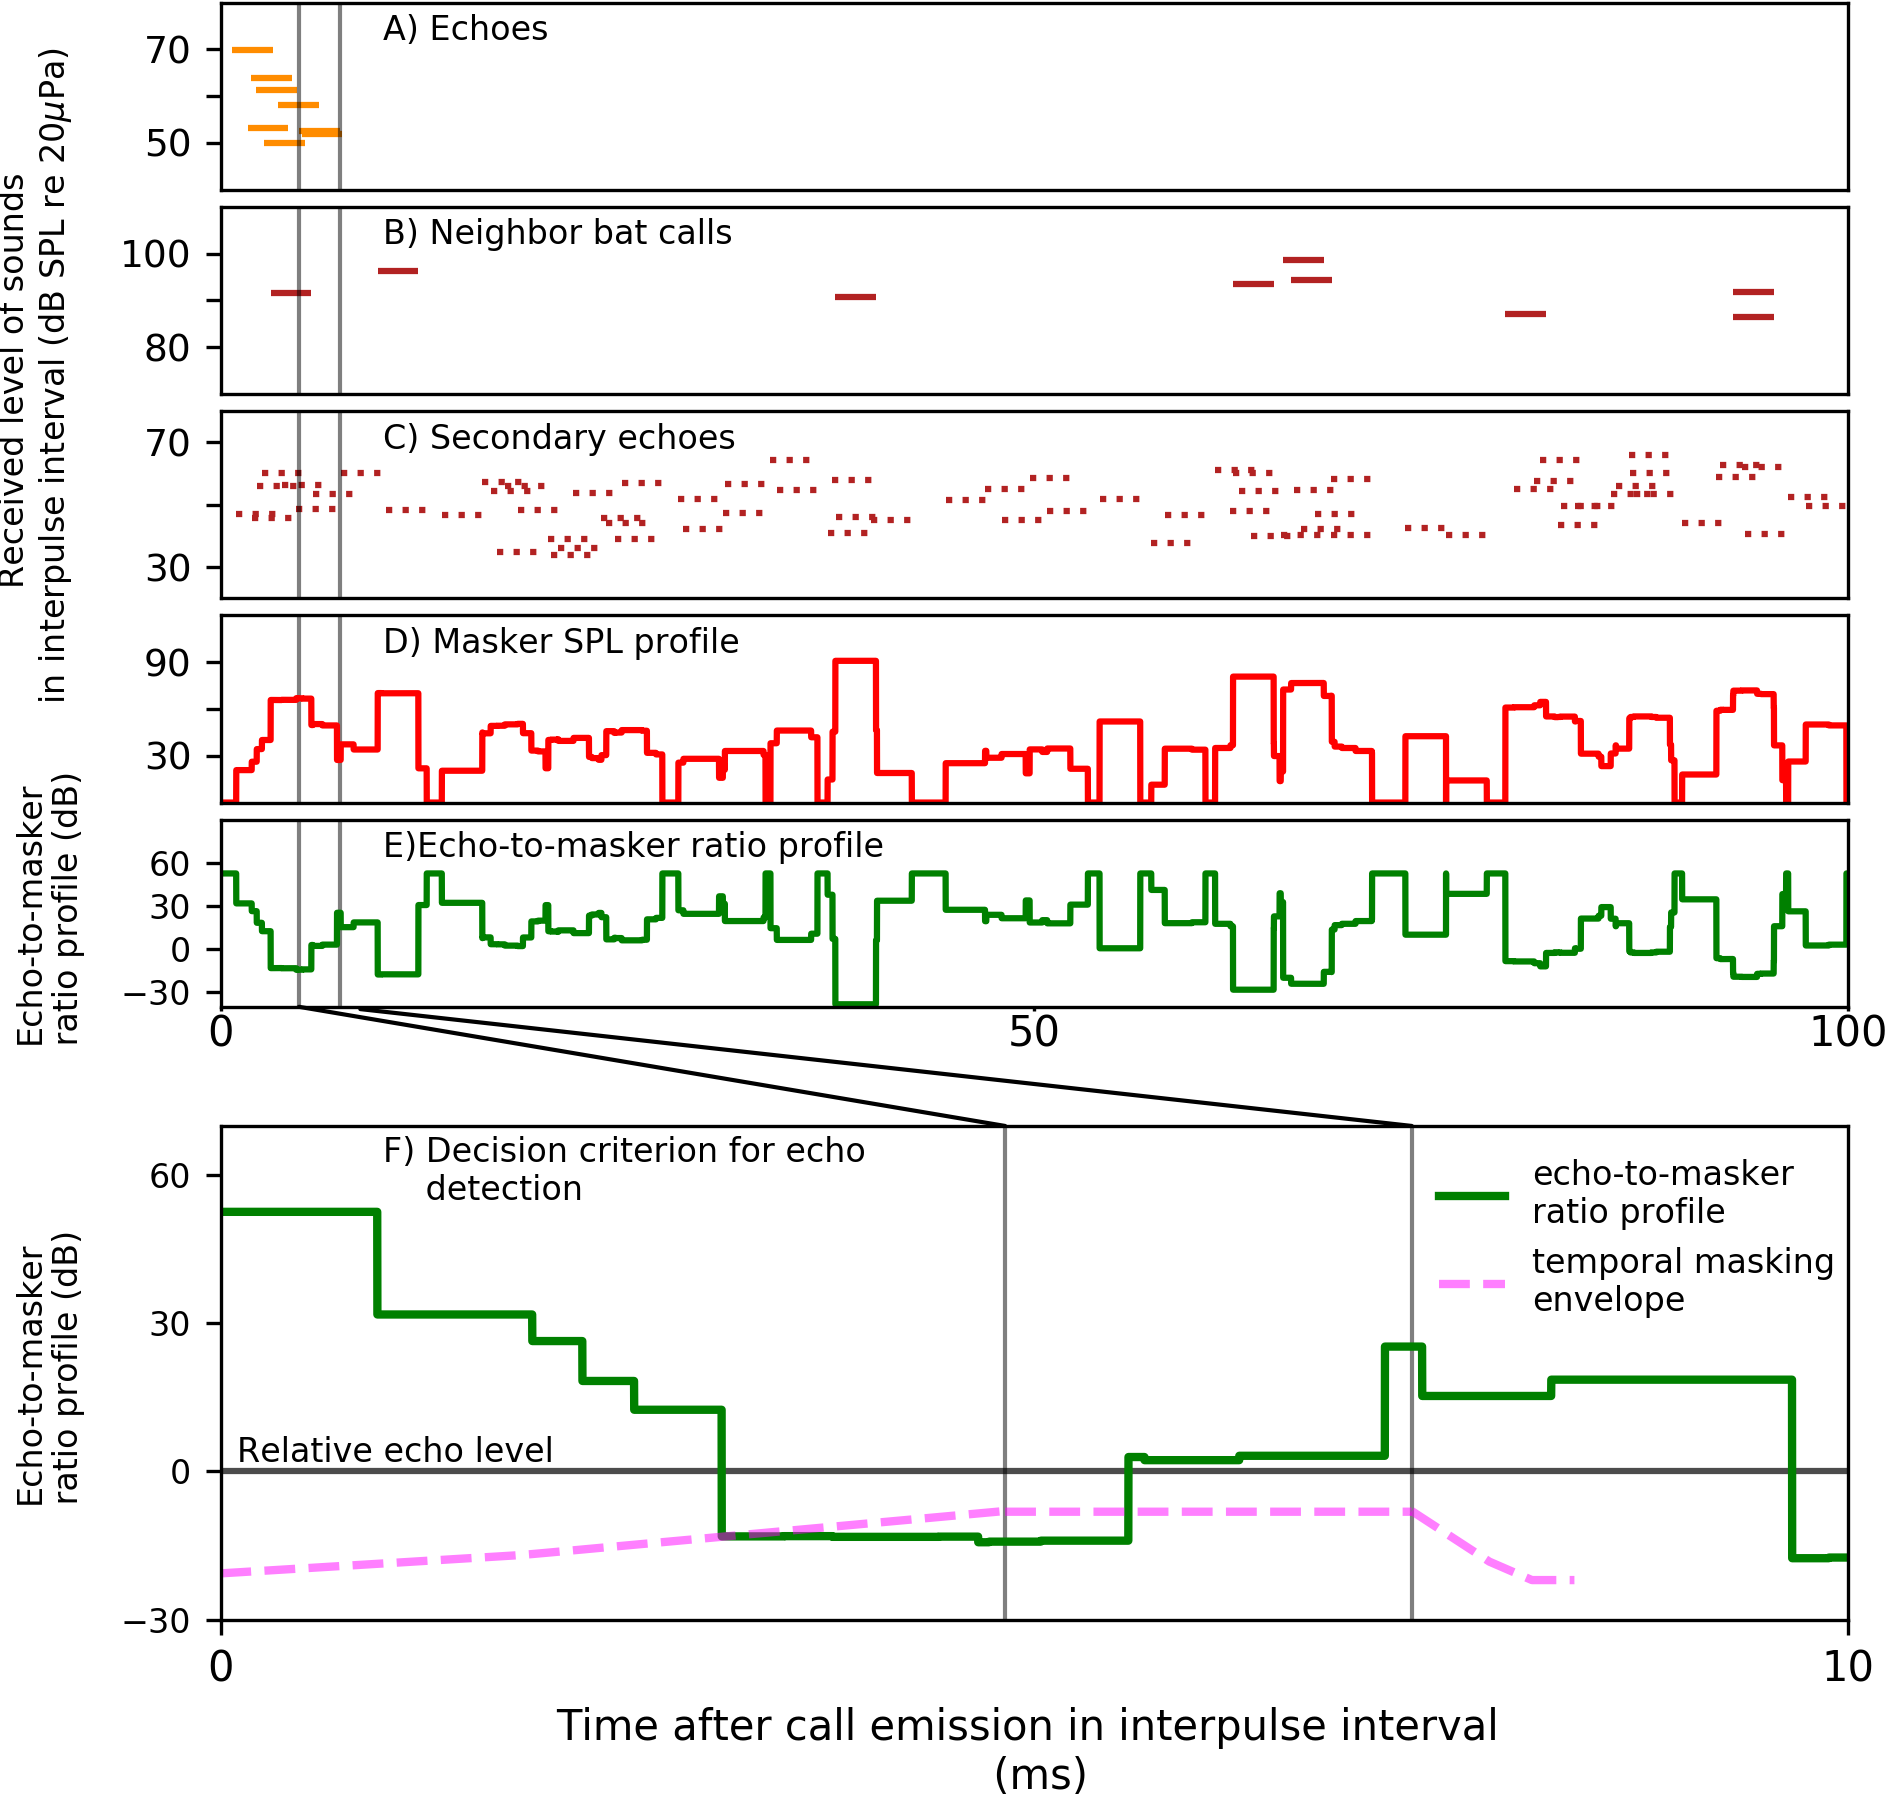 Received level of sounds
in interpulse interval (dB SPL re 20μPa)
A) Echoes
70
50
B) Neighbor bat calls
100
80
C) Secondary echoes
70
30
D) Masker SPL profile
90
30
Echo-to-masker
ratio profile (dB)
E)Echo-to-masker ratio profile
60
30
0
−30
0
50
100
Echo-to-masker
ratio profile (dB)
F) Decision criterion for echo
detection
60
30
0
−30
echo-to-masker
ratio profile
temporal masking
envelope
Relative echo level
0
10
Time after call emission in interpulse interval
(ms)